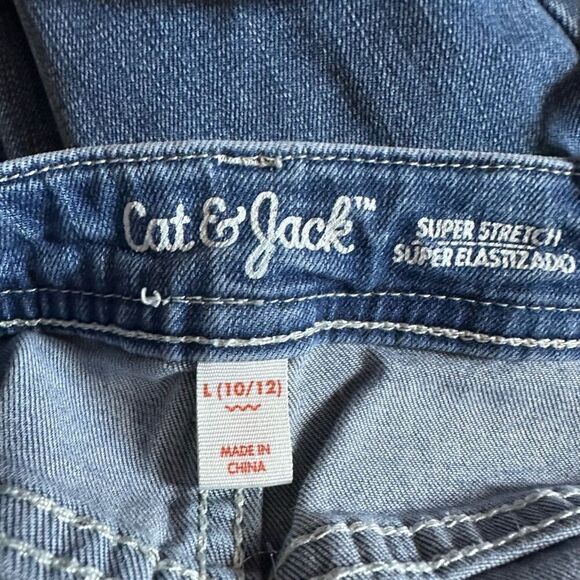 Cat & Jack™
SUPER STRETCH
SÚPER ELASTIZADO
L (10/12)
MADE IN
CHINA